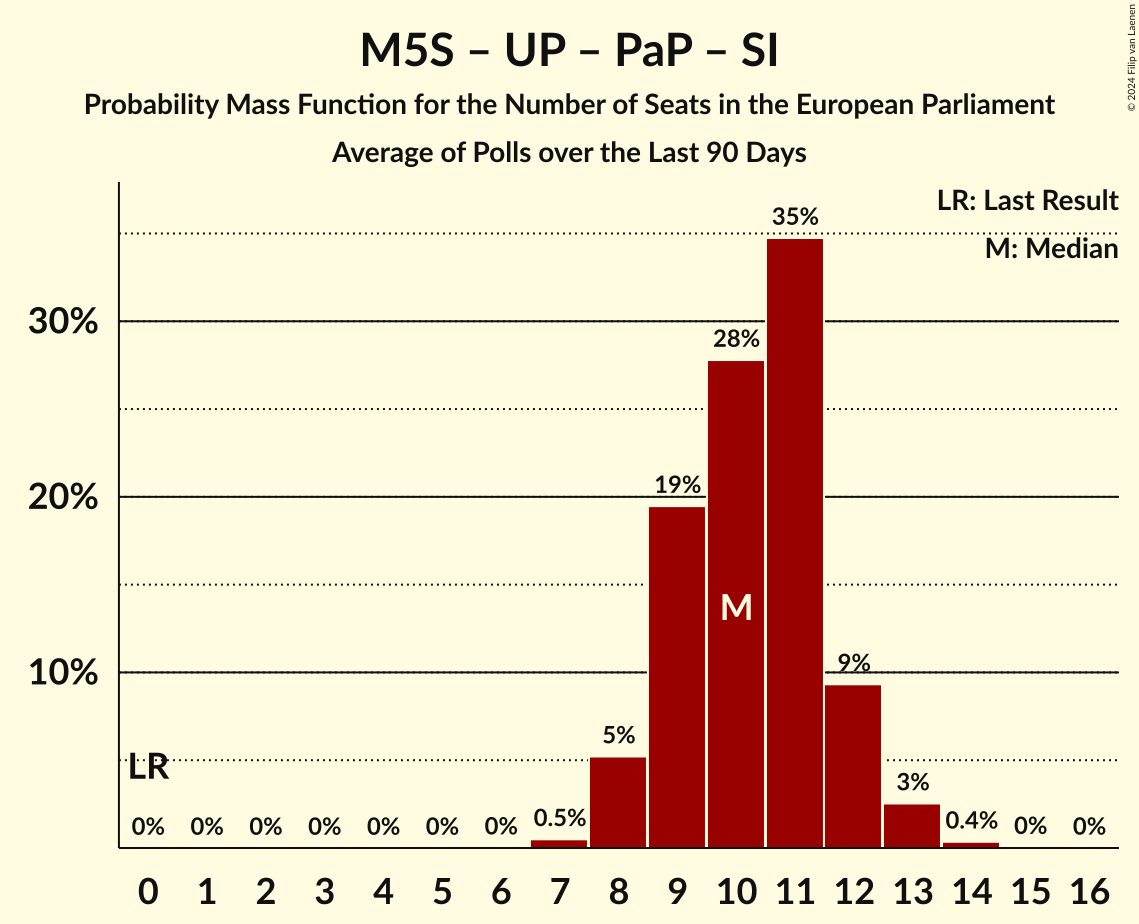 M5S – UP – PaP – SI
Probability Mass Function for the Number of Seats in the European Parliament
Average of Polls over the Last 90 Days
© 2024 Filip van Laenen
LR: Last Result
M: Median
35%
30%
28%
20%
19%
M
10%
9%
5%
LR
3%
0% 0% 0% 0% 0% 0% 0% 0.5% 0.4% 0% 0%
0 1 2 3 4 5 6 7 8 9 10 11 12 13 14 15 16